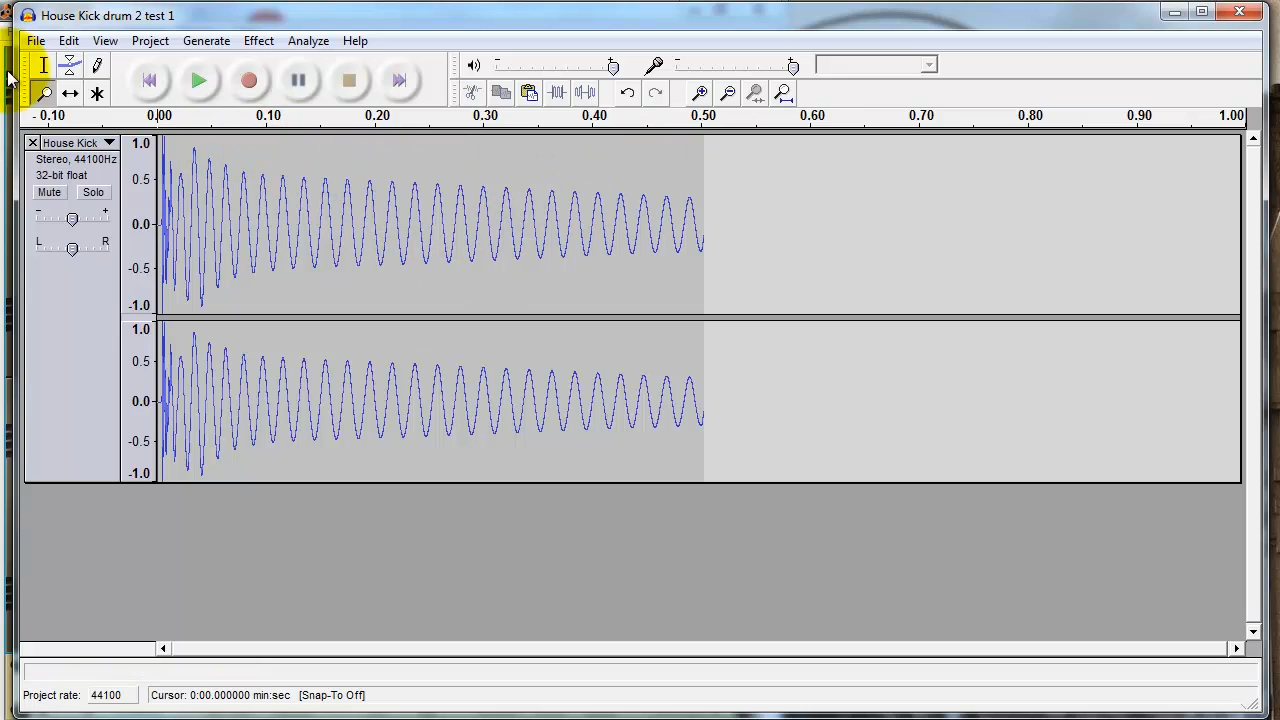 House Kick drum 2 test 1
File Edit View Project Generate Effect Analyze Help
- 0.10 0.00 0.10 0.20 0.30 0.40 0.50 0.60 0.70 0.80 0.90 1.00
House Kick
Stereo, 44100Hz
32-bit float
Mute Solo
- +
L R
1.0
0.5
0.0
-0.5
-1.0
1.0
0.5
0.0
-0.5
-1.0
Project rate: 44100 Cursor: 0:00.000000 min:sec [Snap-To Off]